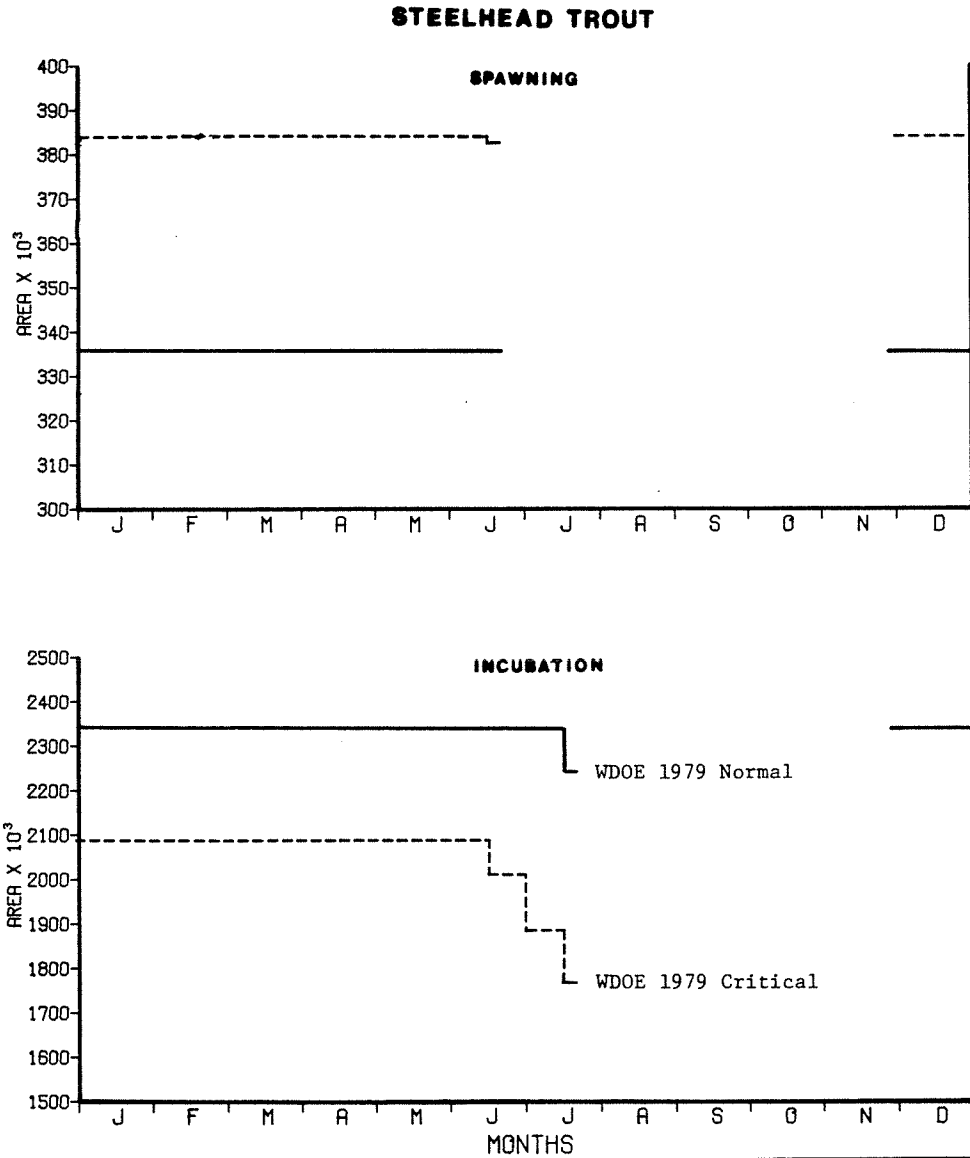 STEELHEAD TROUT
SPAWNING
400
390
380
370
360
350
340
330
320
310
300
AREA X 10³
J F M A M J J A S O N D
INCUBATION
2500
2400
2300
2200
2100
2000
1900
1800
1700
1600
1500
AREA X 10³
WDOE 1979 Normal
WDOE 1979 Critical
J F M A M J J A S O N D
MONTHS